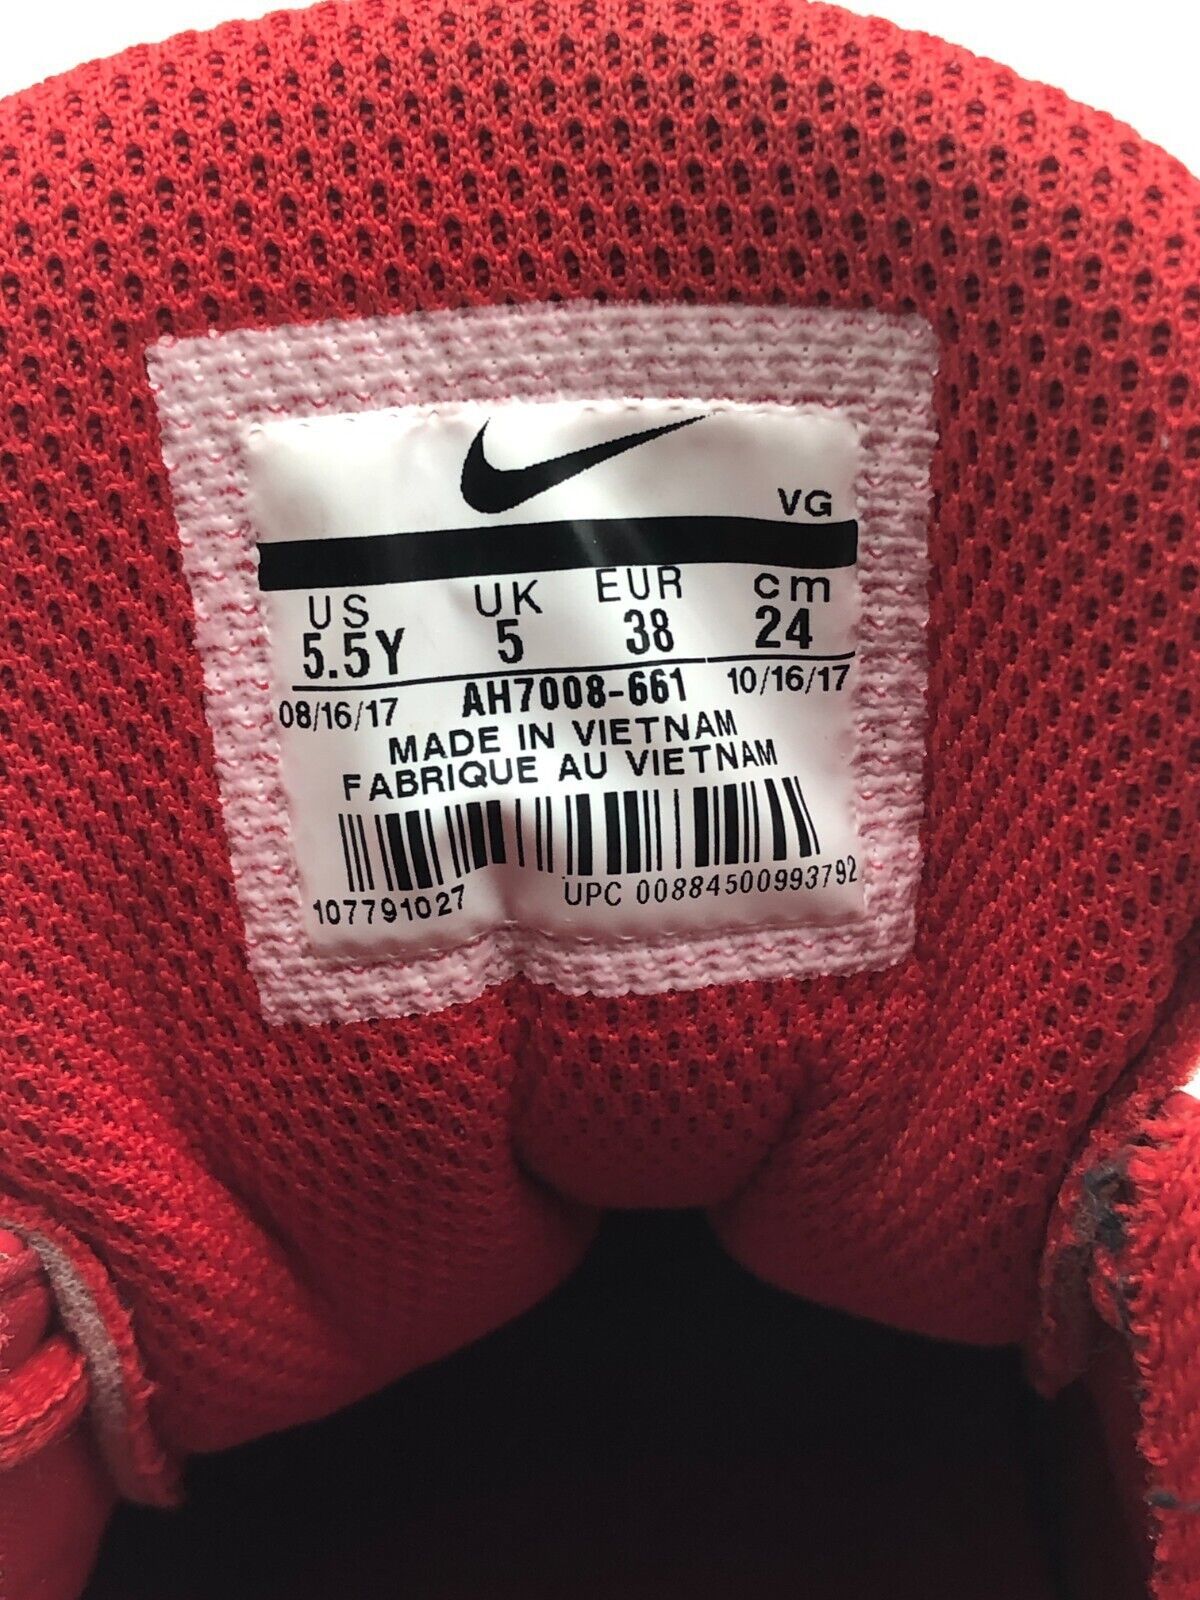 VG
US UK EUR cm
5.5Y 5 38 24
08/16/17 AH7008-661 10/16/17
MADE IN VIETNAM
FABRIQUE AU VIETNAM
107791027 UPC 00884500993792